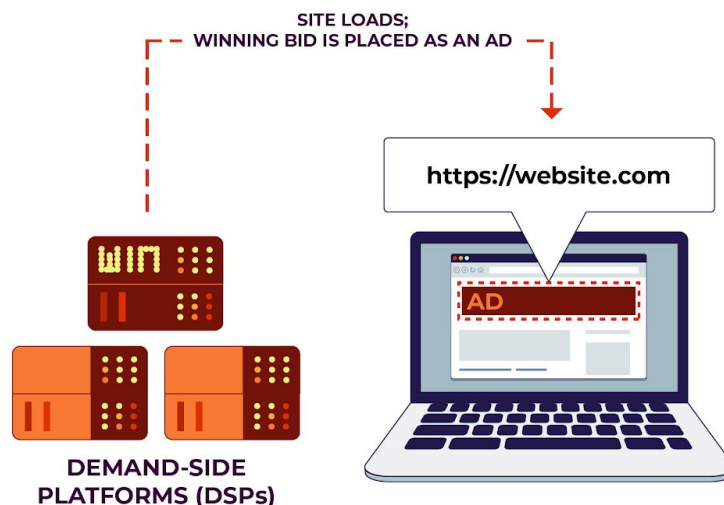 SITE LOADS;
WINNING BID IS PLACED AS AN AD
https://website.com
WIN
AD
DEMAND-SIDE
PLATFORMS (DSPs)